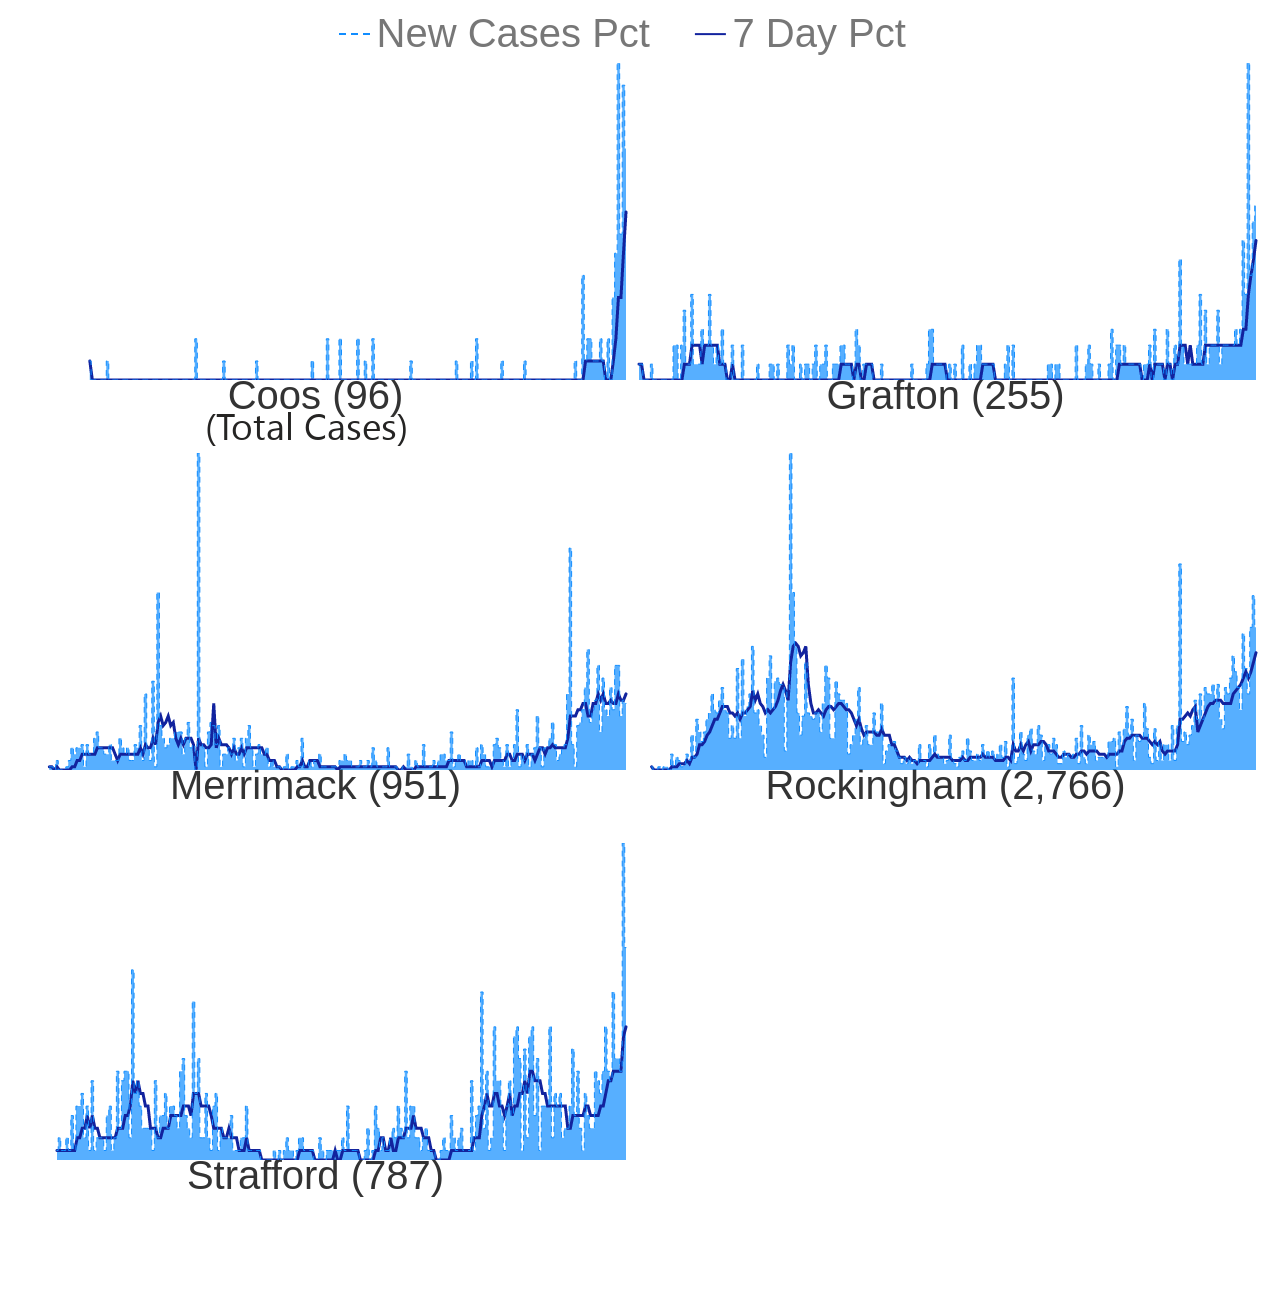 New Cases Pct 7 Day Pct
Coos (96)
(Total Cases)
Grafton (255)
Merrimack (951)
Rockingham (2,766)
Strafford (787)